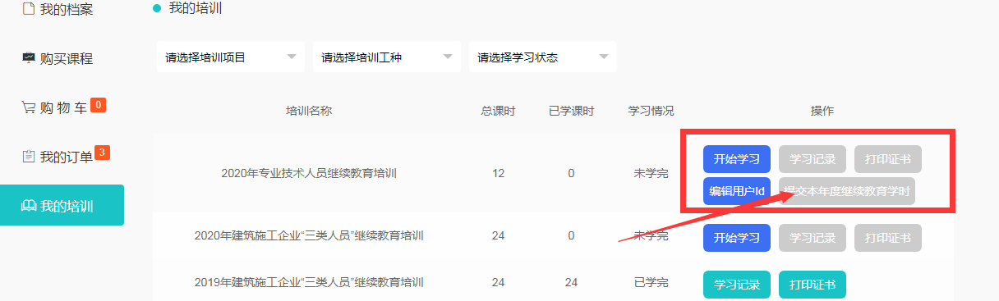 我的档案
我的培训
购买课程
请选择培训项目 请选择培训工种 请选择学习状态
购 物 车 0
培训名称 总课时 已学课时 学习情况 操作
我的订单 3
2020年专业技术人员继续教育培训 12 0 未学完 开始学习 学习记录 打印证书
编辑用户Id 提交本年度继续教育学时
我的培训
2020年建筑施工企业“三类人员”继续教育培训 24 0 未学完 开始学习 学习记录 打印证书
2019年建筑施工企业“三类人员”继续教育培训 24 24 已学完 学习记录 打印证书